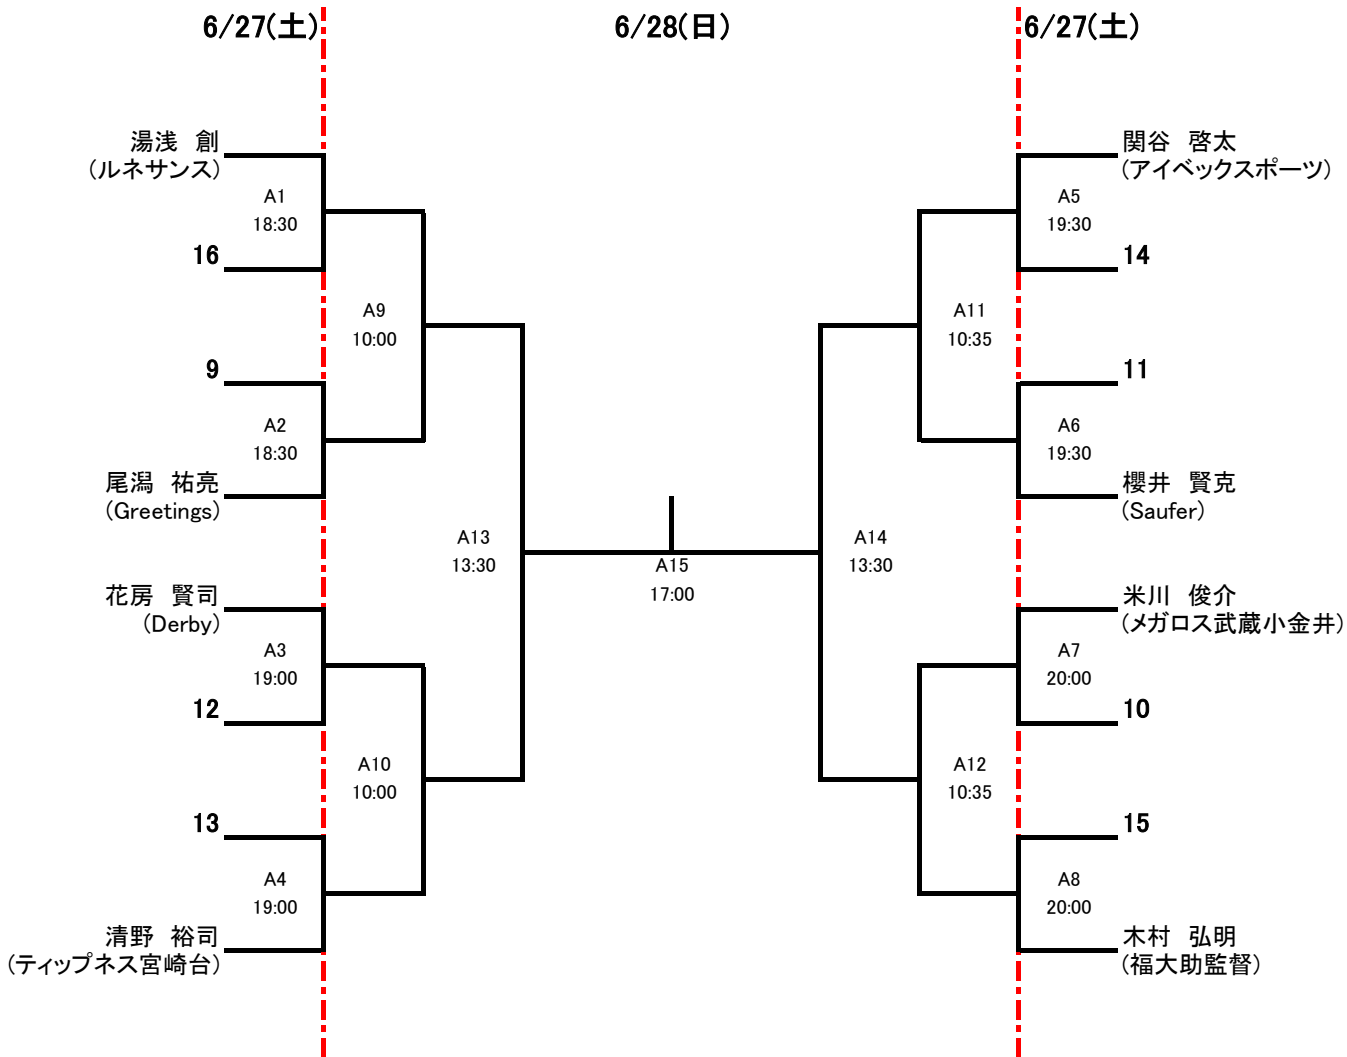 6/27(土)
6/28(日)
6/27(土)
湯浅　創
(ルネサンス)
A1
18:30
16
9
A2
18:30
尾潟　祐亮
(Greetings)
花房　賢司
(Derby)
A3
19:00
12
13
A4
19:00
清野　裕司
(ティップネス宮崎台)
A9
10:00
A10
10:00
A13
13:30
A15
17:00
A14
13:30
A11
10:35
A12
10:35
関谷　啓太
(アイベックスポーツ)
A5
19:30
14
11
A6
19:30
櫻井　賢克
(Saufer)
米川　俊介
(メガロス武蔵小金井)
A7
20:00
10
15
A8
20:00
木村　弘明
(福大助監督)